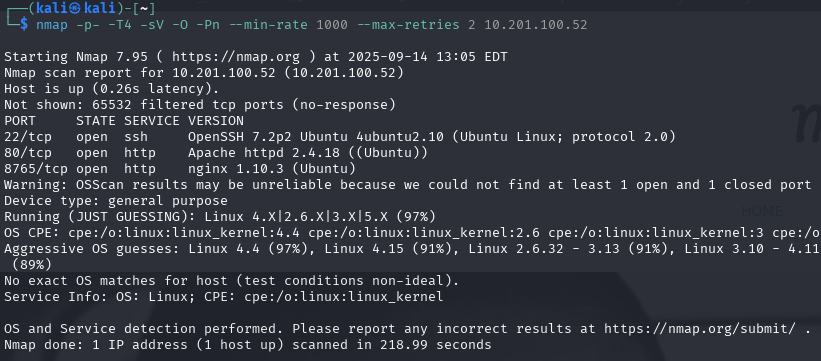 ┌──(kali㉿kali)-[~]
└─$ nmap -p- -T4 -sV -O -Pn --min-rate 1000 --max-retries 2 10.201.100.52
Starting Nmap 7.95 ( https://nmap.org ) at 2025-09-14 13:05 EDT
Nmap scan report for 10.201.100.52 (10.201.100.52)
Host is up (0.26s latency).
Not shown: 65532 filtered tcp ports (no-response)
PORT     STATE SERVICE VERSION
22/tcp   open  ssh     OpenSSH 7.2p2 Ubuntu 4ubuntu2.10 (Ubuntu Linux; protocol 2.0)
80/tcp   open  http    Apache httpd 2.4.18 ((Ubuntu))
8765/tcp open  http    nginx 1.10.3 (Ubuntu)
Warning: OSScan results may be unreliable because we could not find at least 1 open and 1 closed port
Device type: general purpose
HOME
Running (JUST GUESSING): Linux 4.X|2.6.X|3.X|5.X (97%)
OS CPE: cpe:/o:linux:linux_kernel:4.4 cpe:/o:linux:linux_kernel:2.6 cpe:/o:linux:linux_kernel:3 cpe:/o
Aggressive OS guesses: Linux 4.4 (97%), Linux 4.15 (91%), Linux 2.6.32 - 3.13 (91%), Linux 3.10 - 4.11
(89%)
No exact OS matches for host (test conditions non-ideal).
Service Info: OS: Linux; CPE: cpe:/o:linux:linux_kernel
OS and Service detection performed. Please report any incorrect results at https://nmap.org/submit/ .
Nmap done: 1 IP address (1 host up) scanned in 218.99 seconds